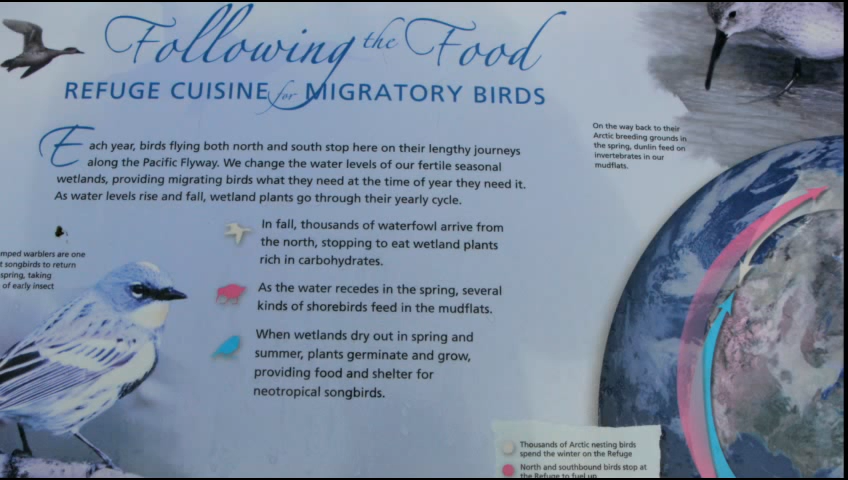 Following the Food
REFUGE CUISINE for MIGRATORY BIRDS
Each year, birds flying both north and south stop here on their lengthy journeys
along the Pacific Flyway. We change the water levels of our fertile seasonal
wetlands, providing migrating birds what they need at the time of year they need it.
As water levels rise and fall, wetland plants go through their yearly cycle.
In fall, thousands of waterfowl arrive from
the north, stopping to eat wetland plants
rich in carbohydrates.
As the water recedes in the spring, several
kinds of shorebirds feed in the mudflats.
When wetlands dry out in spring and
summer, plants germinate and grow,
providing food and shelter for
neotropical songbirds.
On the way back to their
Arctic breeding grounds in
the spring, dunlin feed on
invertebrates in our
mudflats.
mped warblers are one
t songbirds to return
spring, taking
of early insect
Thousands of Arctic nesting birds
spend the winter on the Refuge
North and southbound birds stop at
the Refuge to fuel up